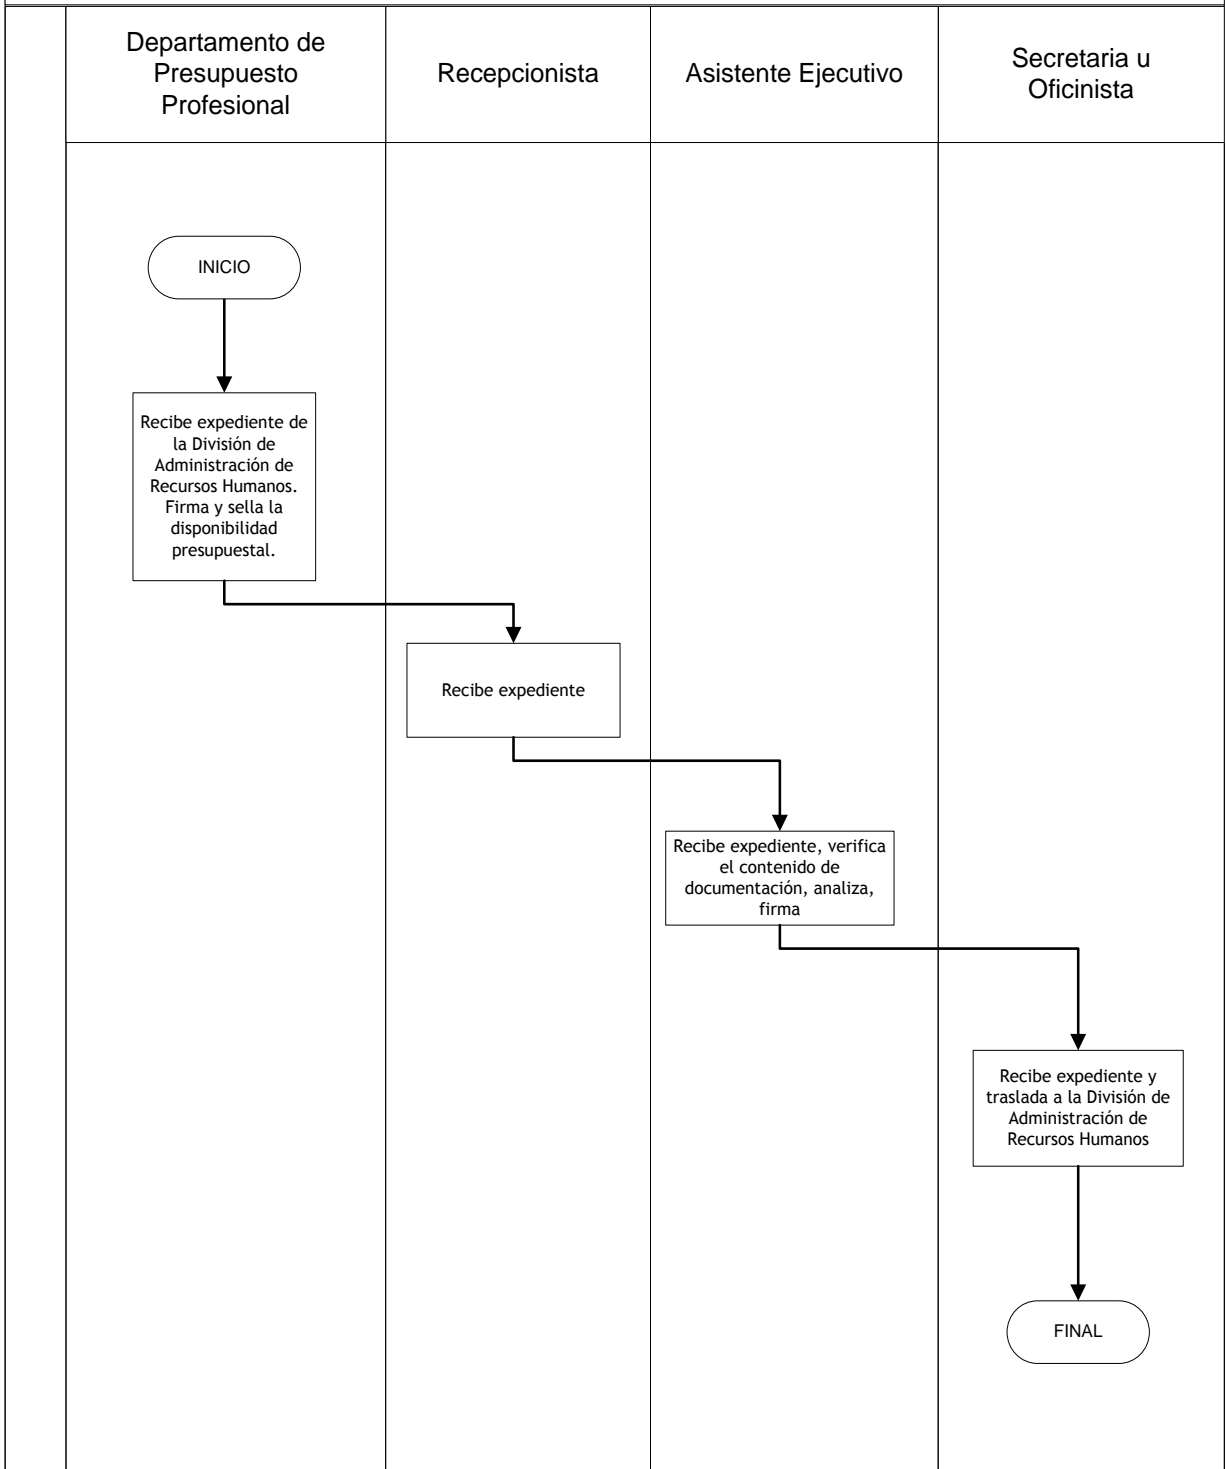 Departamento de
Presupuesto
Profesional
Recepcionista
Asistente Ejecutivo
Secretaria u
Oficinista
INICIO
Recibe expediente de
la División de
Administración de
Recursos Humanos.
Firma y sella la
disponibilidad
presupuestal.
Recibe expediente
Recibe expediente, verifica
el contenido de
documentación, analiza,
firma
Recibe expediente y
traslada a la División de
Administración de
Recursos Humanos
FINAL